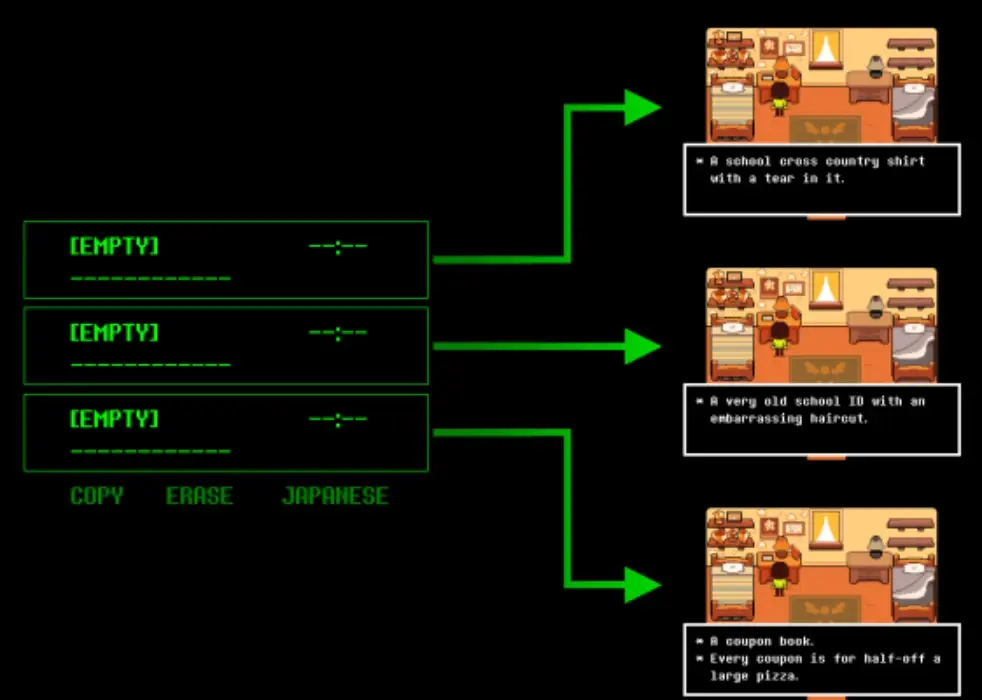 [EMPTY] --:--
------------
[EMPTY] --:--
------------
[EMPTY] --:--
------------
COPY ERASE JAPANESE
* A school cross country shirt
with a tear in it.
* A very old school ID with an
embarrassing haircut.
* A coupon book.
* Every coupon is for half-off a
large pizza.